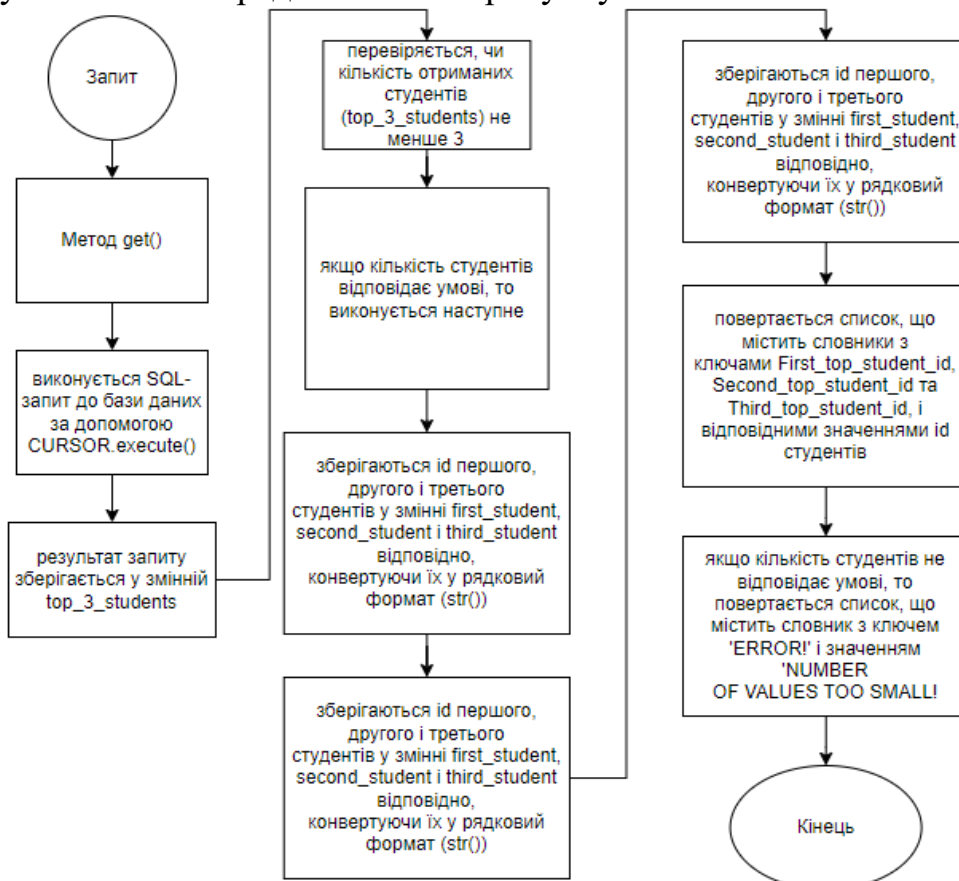 Запит
Метод get()
виконується SQL-
запит до бази даних
за допомогою
CURSOR.execute()
результат запиту
зберігається у змінній
top_3_students
перевіряється, чи
кількість отриманих
студентів
(top_3_students) не
менше 3
якщо кількість студентів
відповідає умові, то
виконується наступне
зберігаються id першого,
другого і третього
студентів у змінні first_student,
second_student і third_student
відповідно,
конвертуючи їх у рядковий
формат (str())
зберігаються id першого,
другого і третього
студентів у змінні first_student,
second_student і third_student
відповідно,
конвертуючи їх у рядковий
формат (str())
зберігаються id першого,
другого і третього
студентів у змінні first_student,
second_student і third_student
відповідно,
конвертуючи їх у рядковий
формат (str())
повертається список, що
містить словники з
ключами First_top_student_id,
Second_top_student_id та
Third_top_student_id, і
відповідними значеннями id
студентів
якщо кількість студентів не
відповідає умові, то
повертається список, що
містить словник з ключем
'ERROR!' і значенням
'NUMBER
OF VALUES TOO SMALL!
Кінець